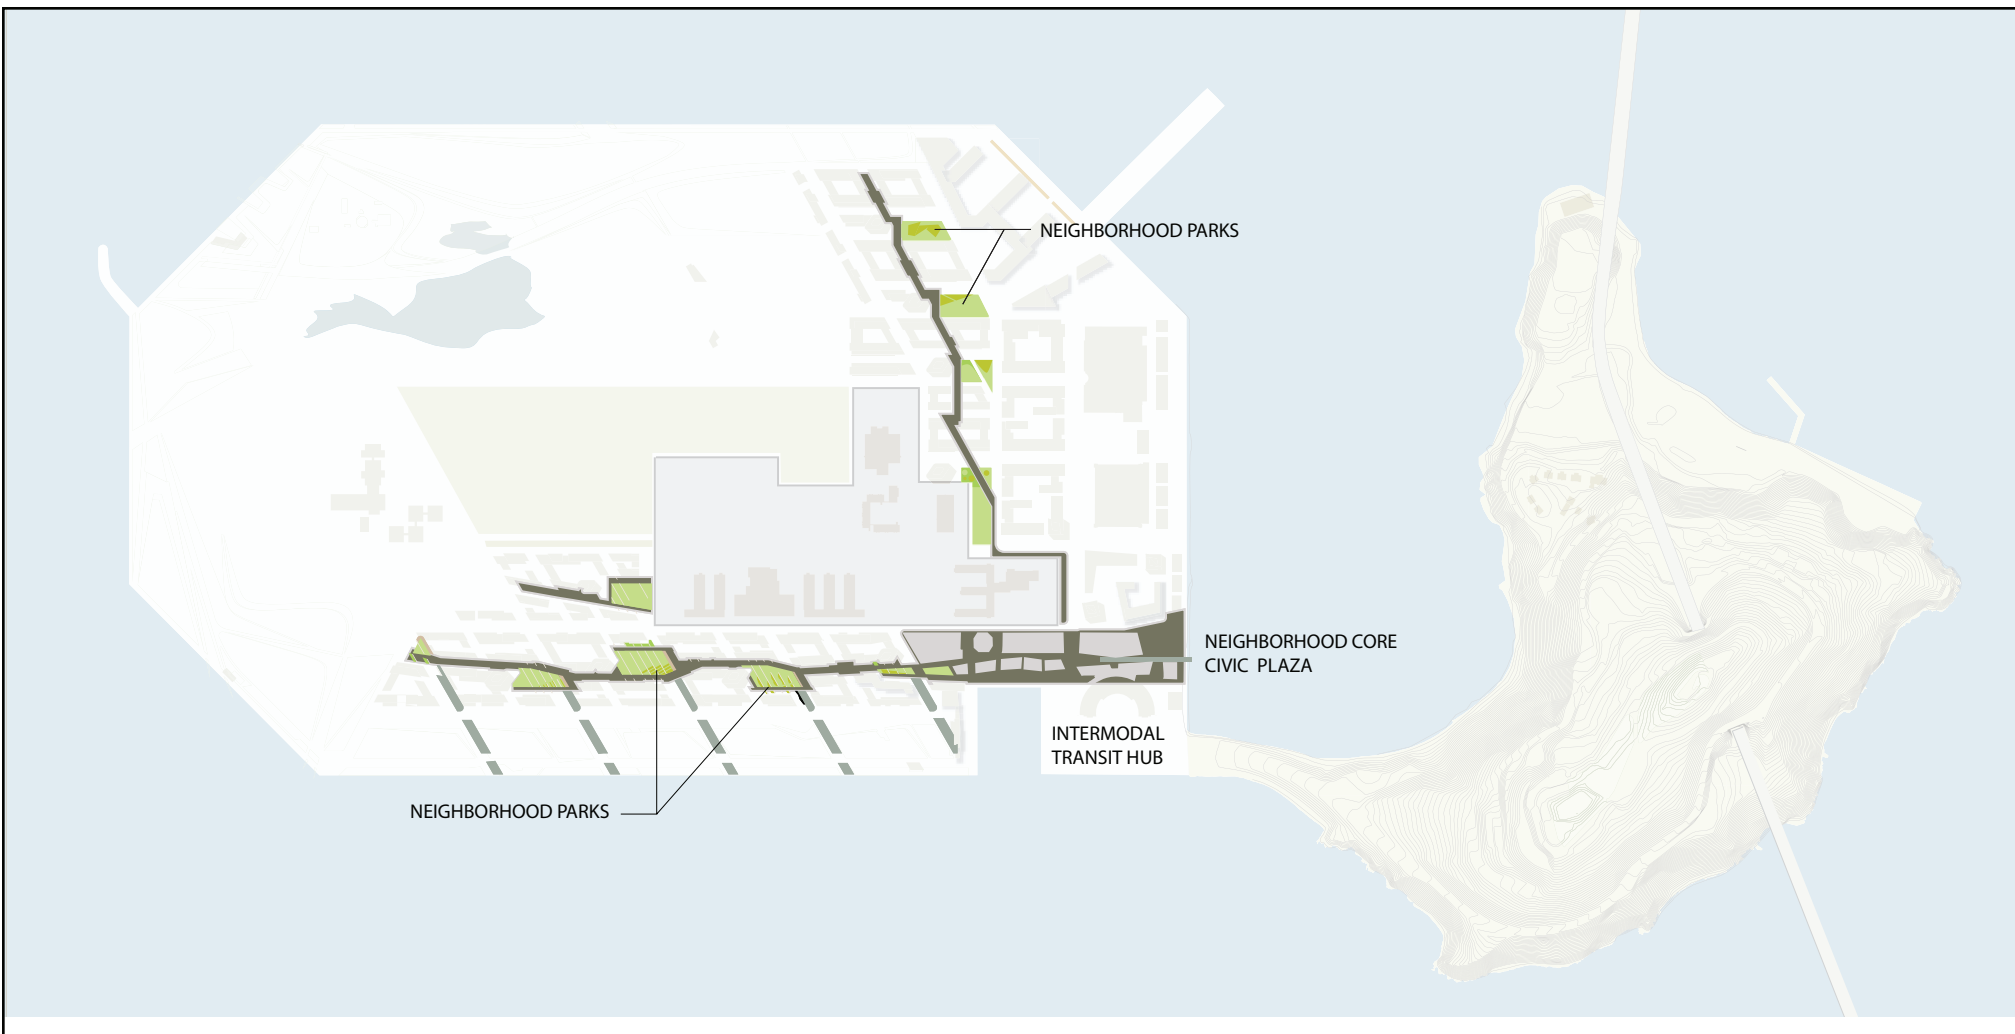 NEIGHBORHOOD PARKS
NEIGHBORHOOD CORE
CIVIC PLAZA
INTERMODAL
TRANSIT HUB
NEIGHBORHOOD PARKS